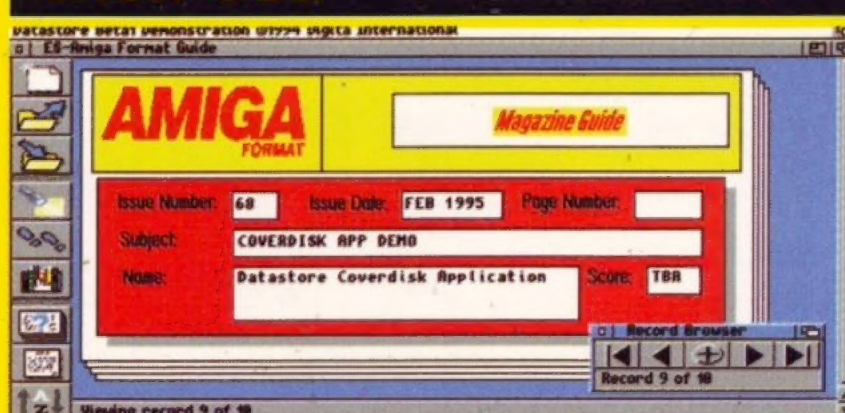 Datastore Beta1 Demonstration ©1994 Digita International
ES-Amiga Format Guide
AMIGA
FORMAT
Magazine Guide
Issue Number: 68 Issue Date: FEB 1995 Page Number:
Subject: COVERDISK APP DEMO
Name: Datastore Coverdisk Application Score: TBA
Record Browser
Record 9 of 10
Viewing record 9 of 10